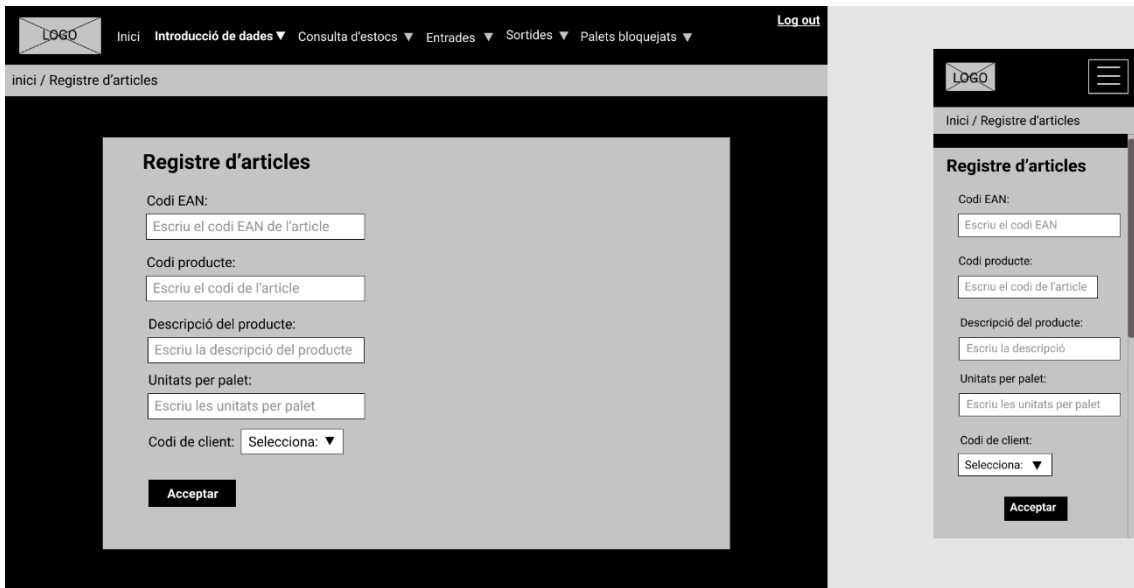 LOGO
Inici Introducció de dades ▼ Consulta d'estocs ▼ Entrades ▼ Sortides ▼ Palets bloquejats ▼
Log out
inici / Registre d'articles
Registre d'articles
Codi EAN:
Escriu el codi EAN de l'article
Codi producte:
Escriu el codi de l'article
Descripció del producte:
Escriu la descripció del producte
Unitats per palet:
Escriu les unitats per palet
Codi de client: Selecciona: ▼
Acceptar
LOGO
Inici / Registre d'articles
Registre d'articles
Codi EAN:
Escriu el codi EAN
Codi producte:
Escriu el codi de l'article
Descripció del producte:
Escriu la descripció
Unitats per palet:
Escriu les unitats per palet
Codi de client:
Selecciona: ▼
Acceptar